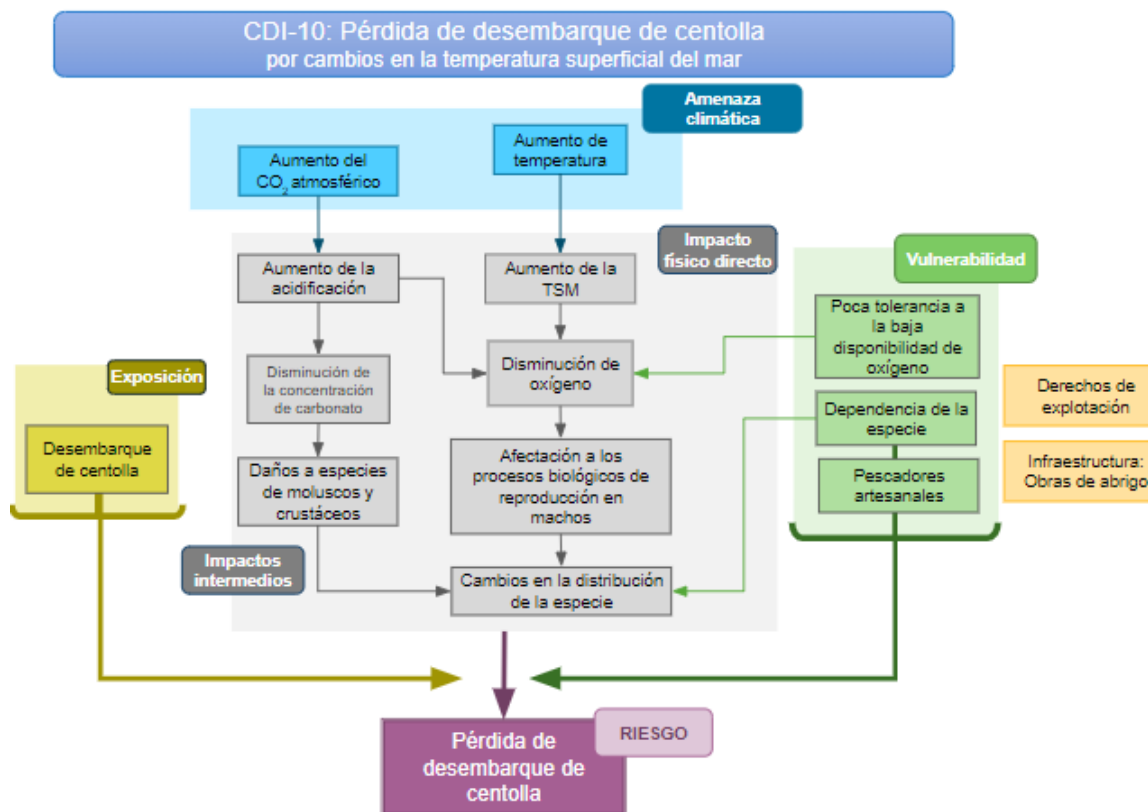 CDI-10: Pérdida de desembarque de centolla
por cambios en la temperatura superficial del mar
Amenaza
climática
Aumento del
CO₂ atmosférico
Aumento de
temperatura
Impacto
físico directo
Aumento de la
acidificación
Aumento de la
TSM
Vulnerabilidad
Poca tolerancia a
la baja
disponibilidad de
oxígeno
Disminución de
la concentración
de carbonato
Disminución de
oxígeno
Exposición
Desembarque
de centolla
Derechos de
explotación
Dependencia de la
especie
Daños a especies
de moluscos y
crustáceos
Afectación a los
procesos biológicos de
reproducción en
machos
Pescadores
artesanales
Infraestructura:
Obras de abrigo
Impactos
intermedios
Cambios en la distribución
de la especie
Pérdida de
desembarque de
centolla
RIESGO